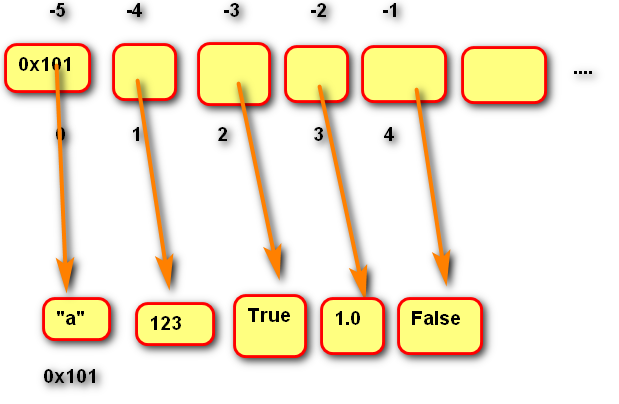 -5 -4 -3 -2 -1
0x101
....
0 1 2 3 4
"a" 123 True 1.0 False
0x101